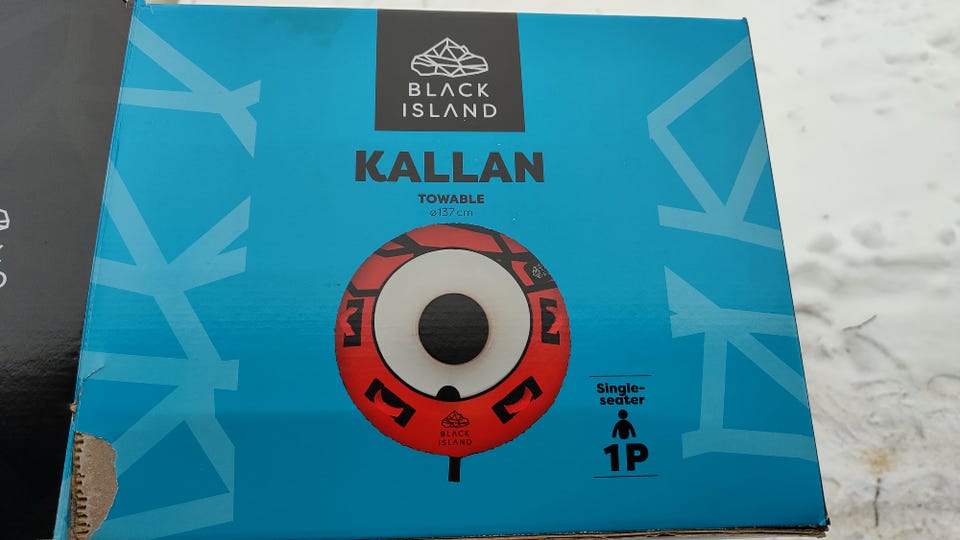 BLACK
ISLAND
KALLAN
TOWABLE
ø137 cm
BLACK
ISLAND
Single-
seater
1P